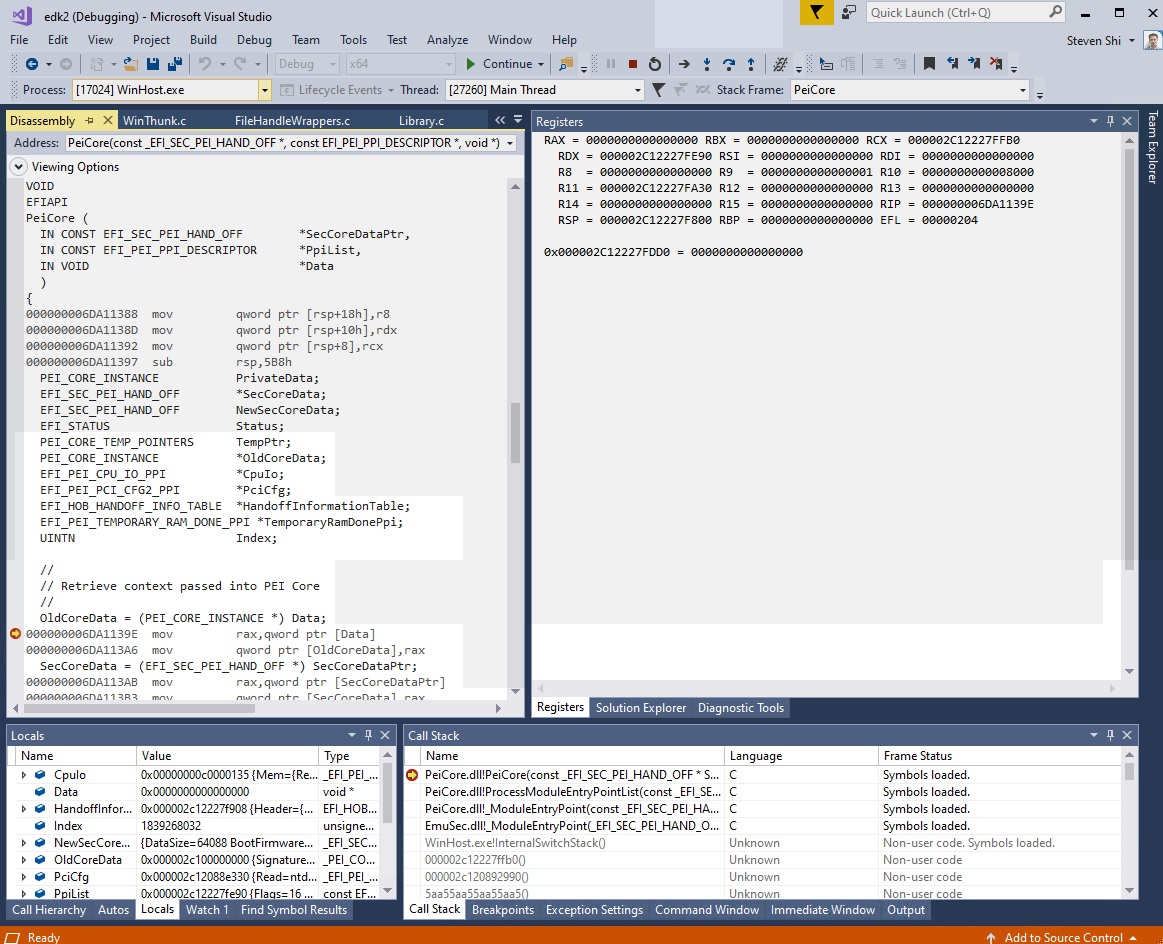 edk2 (Debugging) - Microsoft Visual Studio
Quick Launch (Ctrl+Q)
File Edit View Project Build Debug Team Tools Test Analyze Window Help
Steven Shi
Debug x64 Continue
Process: [17024] WinHost.exe Lifecycle Events Thread: [27260] Main Thread Stack Frame: PeiCore
Disassembly WinThunk.c FileHandleWrappers.c Library.c
Address: PeiCore(const _EFI_SEC_PEI_HAND_OFF *, const EFI_PEI_PPI_DESCRIPTOR *, void *)
Viewing Options
VOID
EFIAPI
PeiCore (
IN CONST EFI_SEC_PEI_HAND_OFF *SecCoreDataPtr,
IN CONST EFI_PEI_PPI_DESCRIPTOR *PpiList,
IN VOID *Data
)
{
000000006DA11388 mov qword ptr [rsp+18h],r8
000000006DA1138D mov qword ptr [rsp+10h],rdx
000000006DA11392 mov qword ptr [rsp+8],rcx
000000006DA11397 sub rsp,5B8h
PEI_CORE_INSTANCE PrivateData;
EFI_SEC_PEI_HAND_OFF *SecCoreData;
EFI_SEC_PEI_HAND_OFF NewSecCoreData;
EFI_STATUS Status;
PEI_CORE_TEMP_POINTERS TempPtr;
PEI_CORE_INSTANCE *OldCoreData;
EFI_PEI_CPU_IO_PPI *CpuIo;
EFI_PEI_PCI_CFG2_PPI *PciCfg;
EFI_HOB_HANDOFF_INFO_TABLE *HandoffInformationTable;
EFI_PEI_TEMPORARY_RAM_DONE_PPI *TemporaryRamDonePpi;
UINTN Index;
//
// Retrieve context passed into PEI Core
//
OldCoreData = (PEI_CORE_INSTANCE *) Data;
000000006DA1139E mov rax,qword ptr [Data]
000000006DA113A6 mov qword ptr [OldCoreData],rax
SecCoreData = (EFI_SEC_PEI_HAND_OFF *) SecCoreDataPtr;
000000006DA113AB mov rax,qword ptr [SecCoreDataPtr]
000000006DA113B3 mov qword ptr [SecCoreData],rax
Registers
RAX = 0000000000000000 RBX = 0000000000000000 RCX = 000002C12227FFB0
RDX = 000002C12227FE90 RSI = 0000000000000000 RDI = 0000000000000000
R8 = 0000000000000000 R9 = 0000000000000001 R10 = 0000000000008000
R11 = 000002C12227FA30 R12 = 0000000000000000 R13 = 0000000000000000
R14 = 0000000000000000 R15 = 0000000000000000 RIP = 000000006DA1139E
RSP = 000002C12227F800 RBP = 0000000000000000 EFL = 00000204
0x000002C12227FDD0 = 0000000000000000
Registers Solution Explorer Diagnostic Tools
Team Explorer
Locals
Name Value Type
CpuIo 0x00000000c0000135 {Mem={Re... _EFI_PEI_...
Data 0x0000000000000000 void *
HandoffInfor... 0x000002c12227f908 {Header={... EFI_HOB...
Index 1839268032 unsigne...
NewSecCore... {DataSize=64088 BootFirmware... _EFI_SEC...
OldCoreData 0x000002c100000000 {Signature... _PEI_CO...
PciCfg 0x000002c12088e330 {Read=ntd... _EFI_PEI_...
PpiList 0x000002c12227fe90 {Flags=16 ... const EF...
Call Hierarchy Autos Locals Watch 1 Find Symbol Results
Call Stack
Name Language Frame Status
PeiCore.dll!PeiCore(const _EFI_SEC_PEI_HAND_OFF * S... C Symbols loaded.
PeiCore.dll!ProcessModuleEntryPointList(const _EFI_SE... C Symbols loaded.
PeiCore.dll!_ModuleEntryPoint(const _EFI_SEC_PEI_HA... C Symbols loaded.
EmuSec.dll!_ModuleEntryPoint(_EFI_SEC_PEI_HAND_O... C Symbols loaded.
WinHost.exe!InternalSwitchStack() Unknown Non-user code. Symbols loaded.
000002c12227ffb0() Unknown Non-user code
000002c120892990() Unknown Non-user code
5aa55aa55aa55aa5() Unknown Non-user code
Call Stack Breakpoints Exception Settings Command Window Immediate Window Output
Ready
Add to Source Control